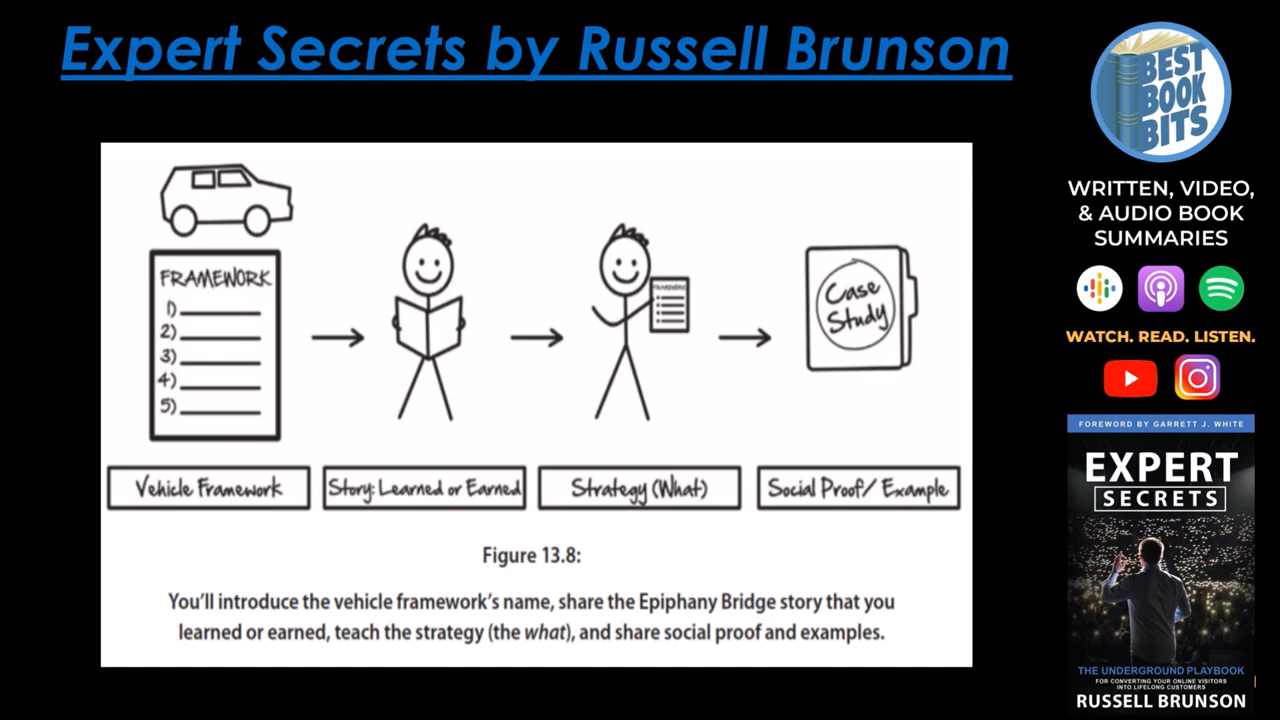 Expert Secrets by Russell Brunson
FRAMEWORK
1)
2)
3)
4)
5)
FRAMEWORK
Case
Study
Vehicle Framework
Story: Learned or Earned
Strategy (What)
Social Proof/ Example
Figure 13.8:
You'll introduce the vehicle framework's name, share the Epiphany Bridge story that you
learned or earned, teach the strategy (the what), and share social proof and examples.
BEST
BOOK
BITS
WRITTEN, VIDEO,
& AUDIO BOOK
SUMMARIES
WATCH. READ. LISTEN.
FOREWORD BY GARRETT J. WHITE
EXPERT
SECRETS
THE UNDERGROUND PLAYBOOK
FOR CONVERTING YOUR ONLINE VISITORS
INTO LIFELONG CUSTOMERS
RUSSELL BRUNSON